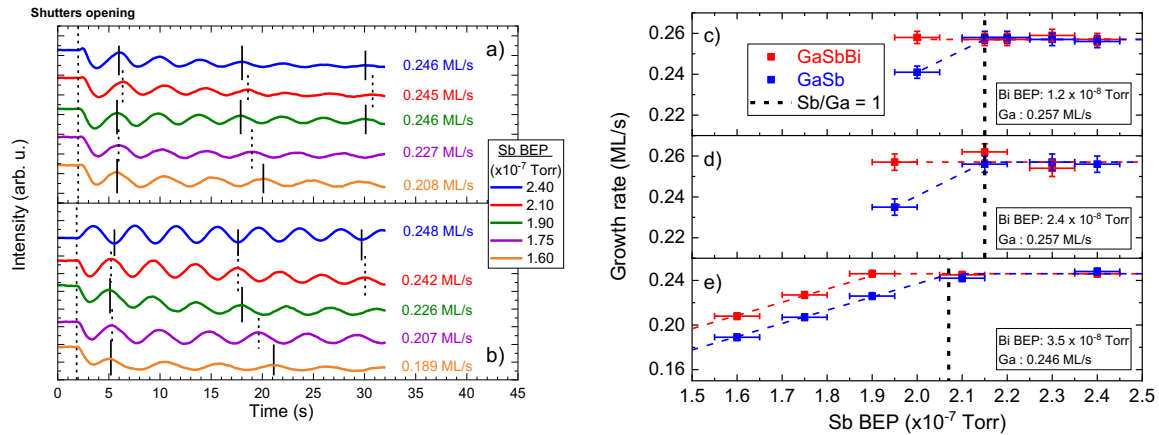 Shutters opening
a)
0.246 ML/s
0.245 ML/s
0.246 ML/s
0.227 ML/s
0.208 ML/s
Sb BEP
(x10⁻⁷ Torr)
2.40
2.10
1.90
1.75
1.60
0.248 ML/s
0.242 ML/s
0.226 ML/s
0.207 ML/s
0.189 ML/s
b)
Intensity (arb. u.)
0 5 10 15 20 25 30 35 40 45
Time (s)
c)
GaSbBi
GaSb
Sb/Ga = 1
Bi BEP: 1.2 x 10⁻⁸ Torr
Ga : 0.257 ML/s
0.26
0.24
0.22
d)
Bi BEP: 2.4 x 10⁻⁸ Torr
Ga : 0.257 ML/s
0.26
0.24
0.22
e)
Bi BEP: 3.5 x 10⁻⁸ Torr
Ga : 0.246 ML/s
0.24
0.20
0.16
Growth rate (ML/s)
1.5 1.6 1.7 1.8 1.9 2.0 2.1 2.2 2.3 2.4 2.5
Sb BEP (x10⁻⁷ Torr)